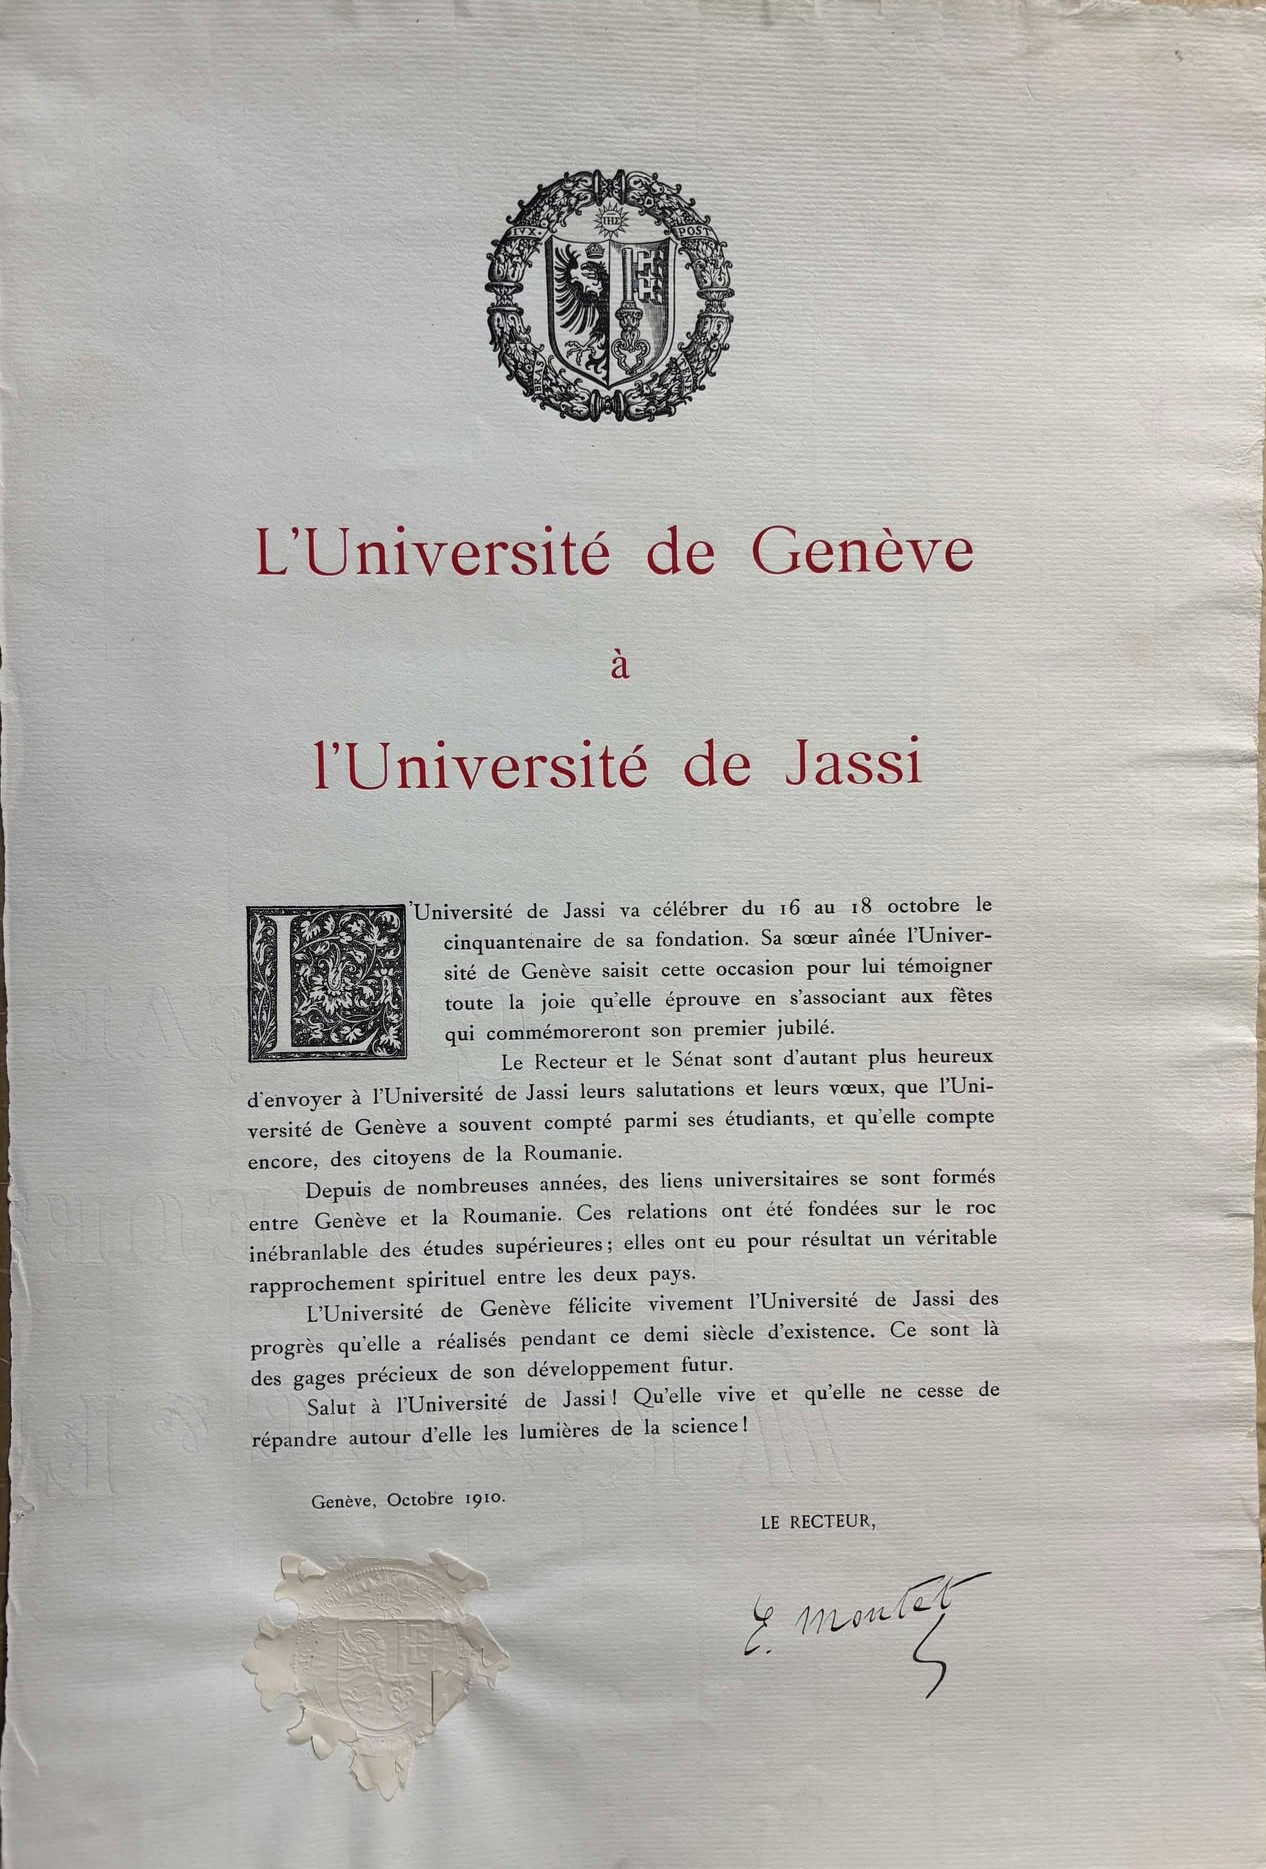 IHS
LVX
POST
TENE
BRAS
L'Université de Genève
à
l'Université de Jassi
L'Université de Jassi va célébrer du 16 au 18 octobre le
cinquantenaire de sa fondation. Sa sœur aînée l'Univer-
sité de Genève saisit cette occasion pour lui témoigner
toute la joie qu'elle éprouve en s'associant aux fêtes
qui commémoreront son premier jubilé.
Le Recteur et le Sénat sont d'autant plus heureux
d'envoyer à l'Université de Jassi leurs salutations et leurs vœux, que l'Uni-
versité de Genève a souvent compté parmi ses étudiants, et qu'elle compte
encore, des citoyens de la Roumanie.
Depuis de nombreuses années, des liens universitaires se sont formés
entre Genève et la Roumanie. Ces relations ont été fondées sur le roc
inébranlable des études supérieures; elles ont eu pour résultat un véritable
rapprochement spirituel entre les deux pays.
L'Université de Genève félicite vivement l'Université de Jassi des
progrès qu'elle a réalisés pendant ce demi siècle d'existence. Ce sont là
des gages précieux de son développement futur.
Salut à l'Université de Jassi! Qu'elle vive et qu'elle ne cesse de
répandre autour d'elle les lumières de la science!
Genève, Octobre 1910.
LE RECTEUR,
E. Montet